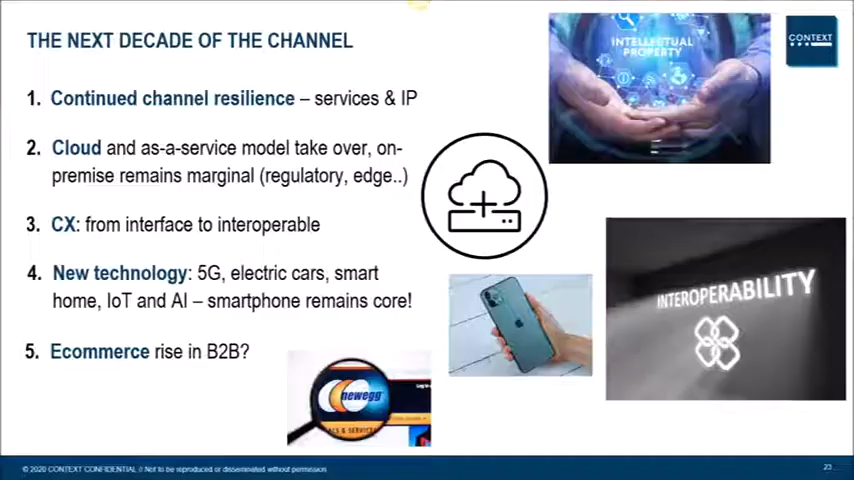 THE NEXT DECADE OF THE CHANNEL
INTELLECTUAL
PROPERTY
CONTEXT
1. Continued channel resilience – services & IP
2. Cloud and as-a-service model take over, on-
premise remains marginal (regulatory, edge..)
3. CX: from interface to interoperable
4. New technology: 5G, electric cars, smart
home, IoT and AI – smartphone remains core!
INTEROPERABILITY
5. Ecommerce rise in B2B?
newegg
ALS & SERVICES
© 2020 CONTEXT CONFIDENTIAL // Not to be reproduced or disseminated without permission
23